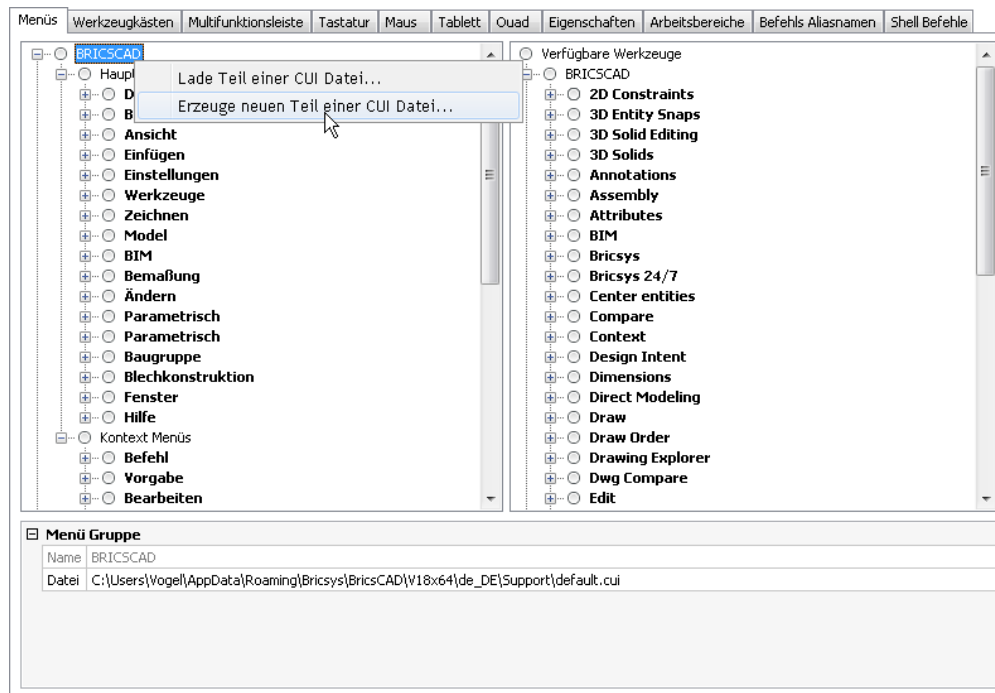 Menüs Werkzeugkästen Multifunktionsleiste Tastatur Maus Tablett Quad Eigenschaften Arbeitsbereiche Befehls Aliasnamen Shell Befehle
BRICSCAD
Lade Teil einer CUI Datei...
Erzeuge neuen Teil einer CUI Datei...
Ansicht
Einfügen
Einstellungen
Werkzeuge
Zeichnen
Model
BIM
Bemaßung
Ändern
Parametrisch
Parametrisch
Baugruppe
Blechkonstruktion
Fenster
Hilfe
Kontext Menüs
Befehl
Vorgabe
Bearbeiten
Verfügbare Werkzeuge
BRICSCAD
2D Constraints
3D Entity Snaps
3D Solid Editing
3D Solids
Annotations
Assembly
Attributes
BIM
Bricsys
Bricsys 24/7
Center entities
Compare
Context
Design Intent
Dimensions
Direct Modeling
Draw
Draw Order
Drawing Explorer
Dwg Compare
Edit
Menü Gruppe
Name BRICSCAD
Datei C:\Users\Vogel\AppData\Roaming\Bricsys\BricsCAD\V18x64\de_DE\Support\default.cui